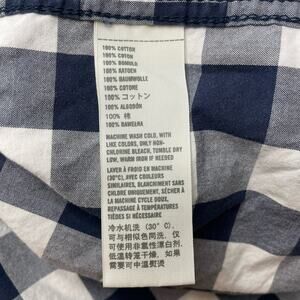 100% COTTON
100% COTON
100% BOMULD
100% KATOEN
100% BAUMWOLLE
100% COTONE
100% コットン
100% ALGODÓN
100% 棉
100% BAWEŁNA
MACHINE WASH COLD, WITH
LIKE COLORS, ONLY NON-
CHLORINE BLEACH, TUMBLE DRY
LOW, WARM IRON IF NEEDED
LAVER À FROID EN MACHINE
(30°C), AVEC COULEURS
SIMILAIRES, BLANCHIMENT SANS
CHLORE UNIQUEMENT, SÉCHER À
LA MACHINE CYCLE DOUX,
REPASSAGE À TEMPÉRATURES
TIÈDES SI NÉCESSAIRE
冷水机洗（30°C），
可与相似色同洗，仅
可使用非氯性漂白剂，
低温转笼干燥，如果
需要可中温熨烫